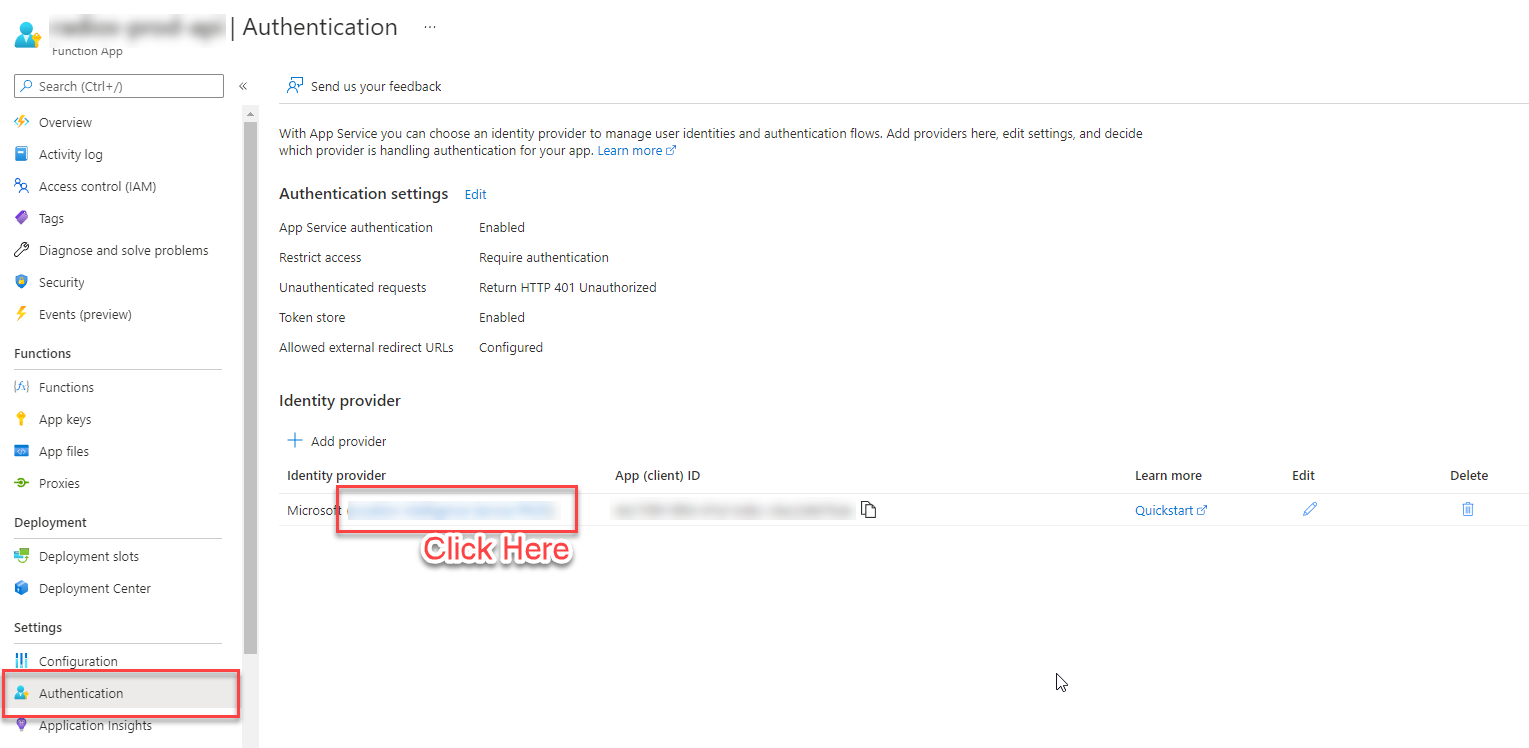 | Authentication ...
Function App
Search (Ctrl+/)
«
Overview
Activity log
Access control (IAM)
Tags
Diagnose and solve problems
Security
Events (preview)
Functions
Functions
App keys
App files
Proxies
Deployment
Deployment slots
Deployment Center
Settings
Configuration
Authentication
Application Insights
Send us your feedback
With App Service you can choose an identity provider to manage user identities and authentication flows. Add providers here, edit settings, and decide
which provider is handling authentication for your app. Learn more
Authentication settings Edit
App Service authentication Enabled
Restrict access Require authentication
Unauthenticated requests Return HTTP 401 Unauthorized
Token store Enabled
Allowed external redirect URLs Configured
Identity provider
Add provider
Identity provider App (client) ID Learn more Edit Delete
Microsoft Quickstart
Click Here